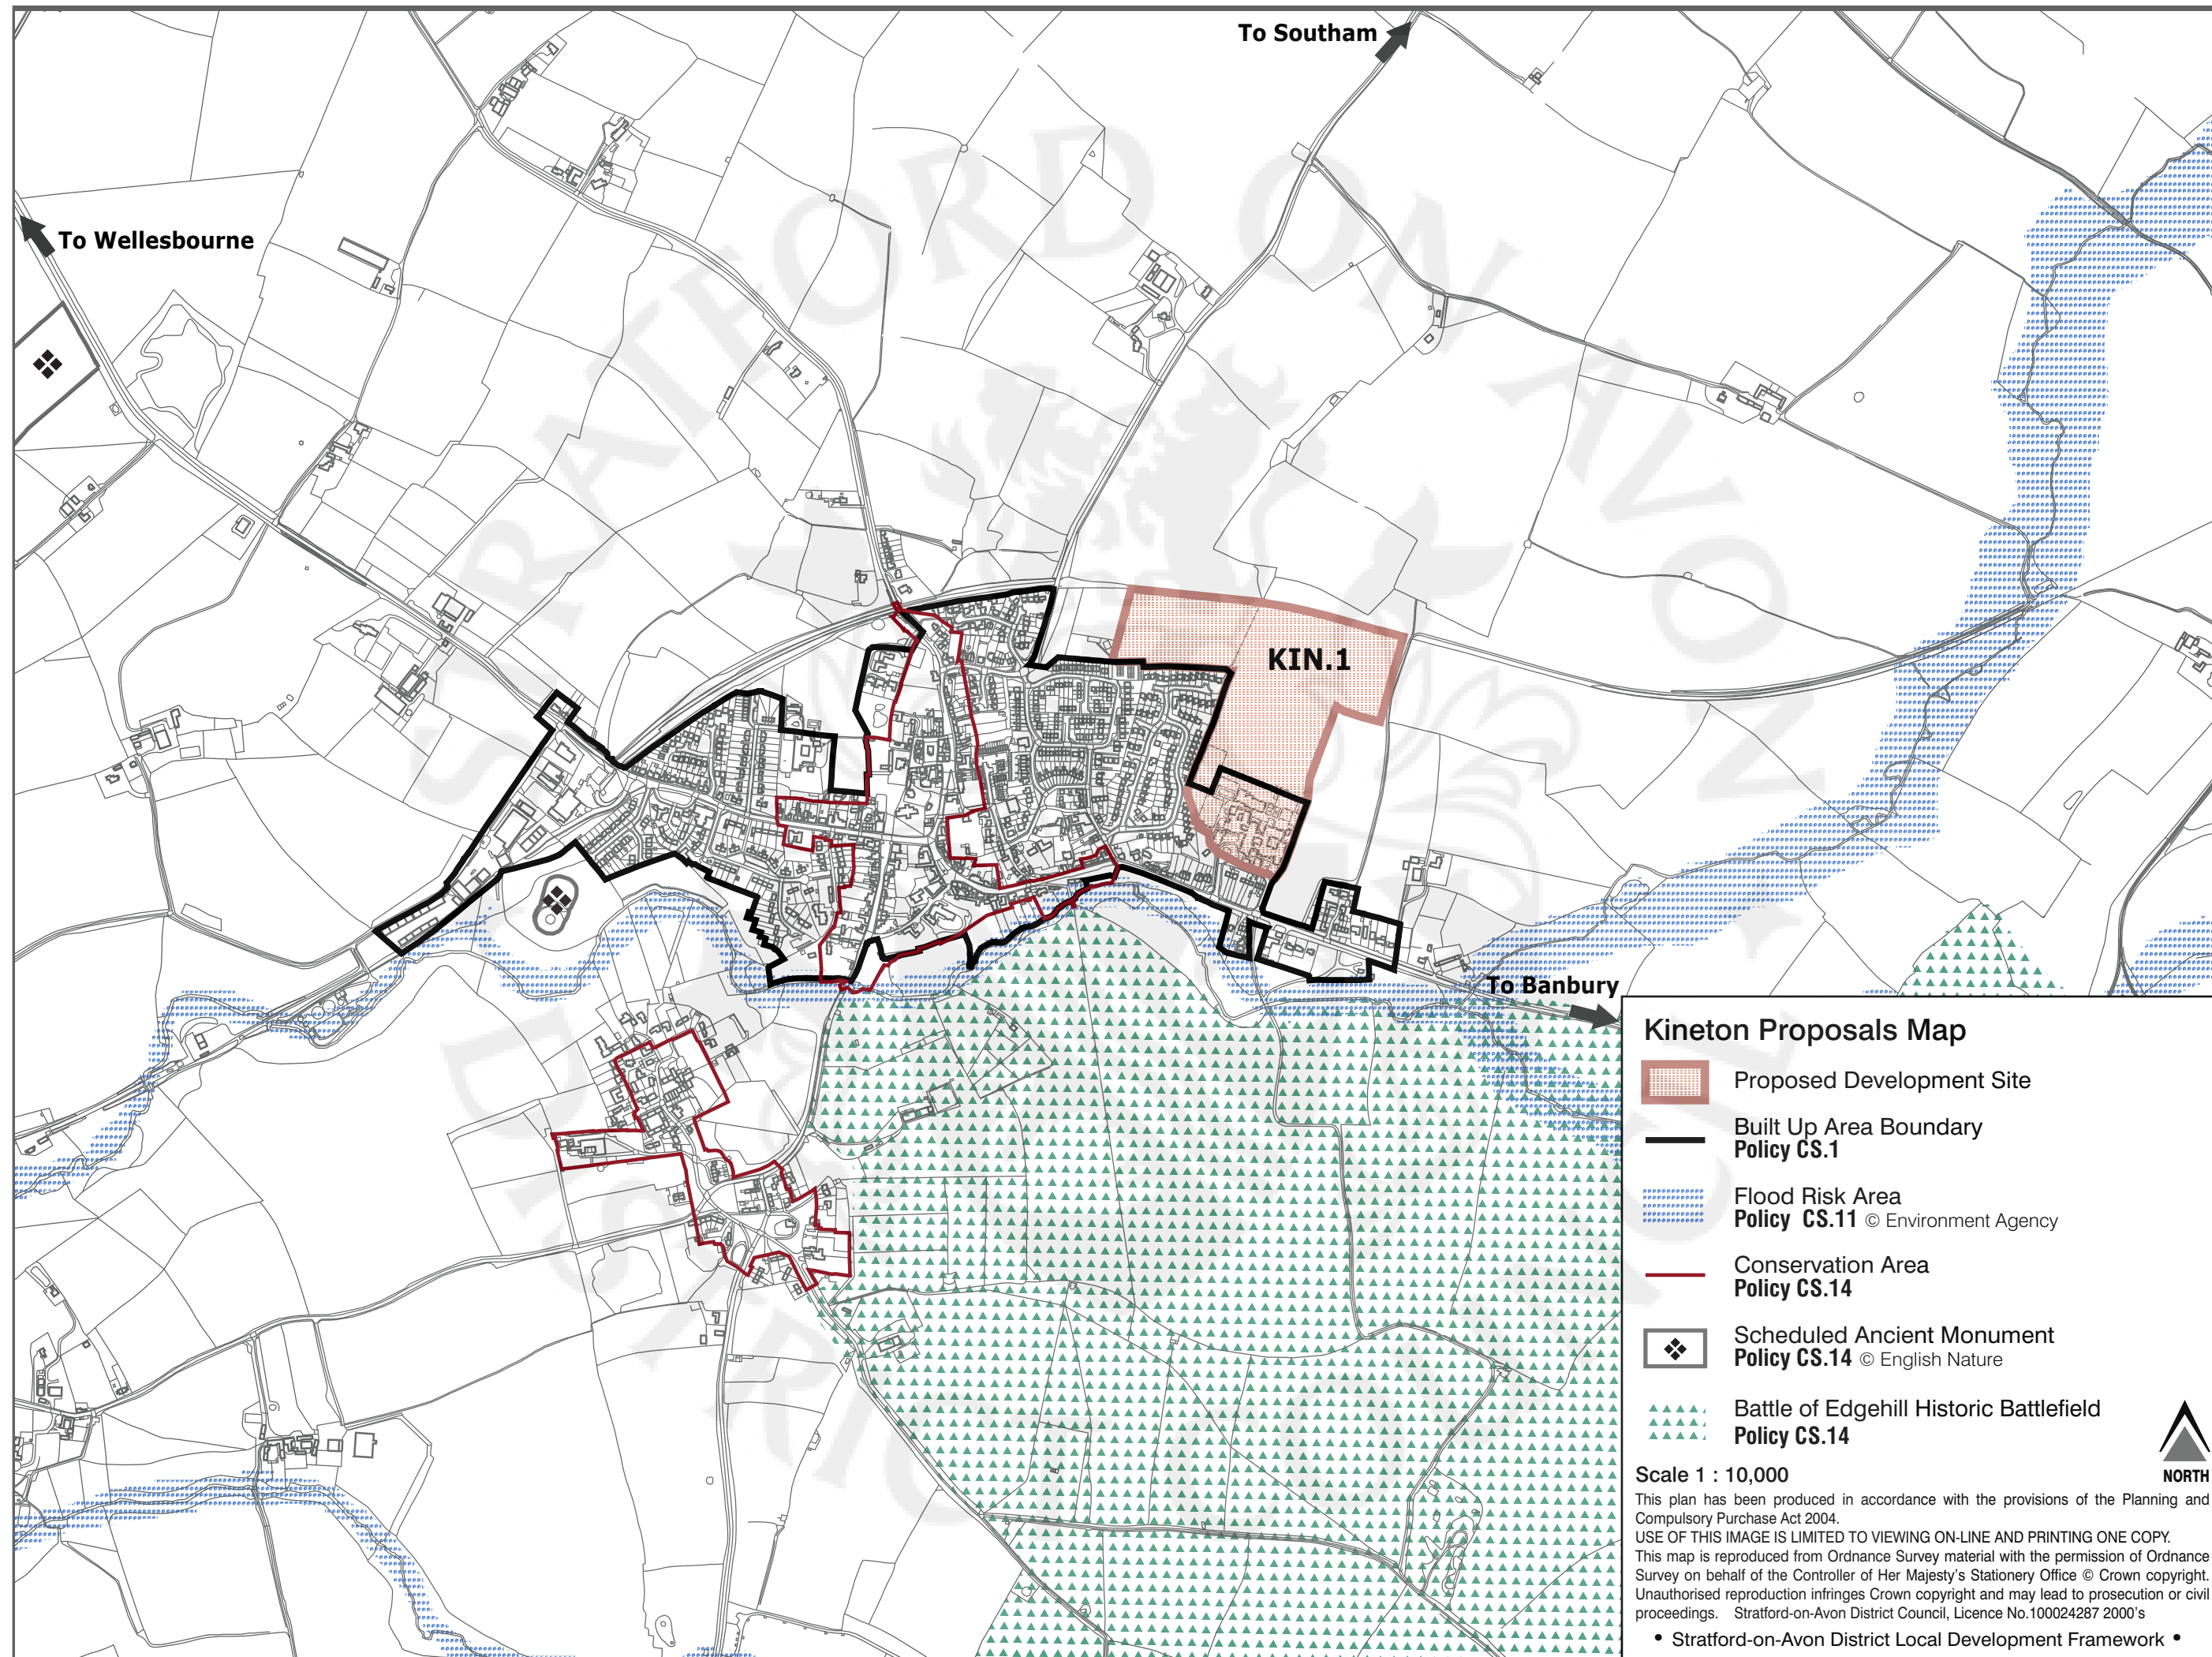 To Southam
To Wellesbourne
STRATFORD ON AVON
DISTRICT COUNCIL
KIN.1
To Banbury
Kineton Proposals Map
Proposed Development Site
Built Up Area Boundary
Policy CS.1
Flood Risk Area
Policy CS.11 © Environment Agency
Conservation Area
Policy CS.14
Scheduled Ancient Monument
Policy CS.14 © English Nature
Battle of Edgehill Historic Battlefield
Policy CS.14
NORTH
Scale 1 : 10,000
This plan has been produced in accordance with the provisions of the Planning and
Compulsory Purchase Act 2004.
USE OF THIS IMAGE IS LIMITED TO VIEWING ON-LINE AND PRINTING ONE COPY.
This map is reproduced from Ordnance Survey material with the permission of Ordnance
Survey on behalf of the Controller of Her Majesty's Stationery Office © Crown copyright.
Unauthorised reproduction infringes Crown copyright and may lead to prosecution or civil
proceedings. Stratford-on-Avon District Council, Licence No.100024287 2000's
• Stratford-on-Avon District Local Development Framework •